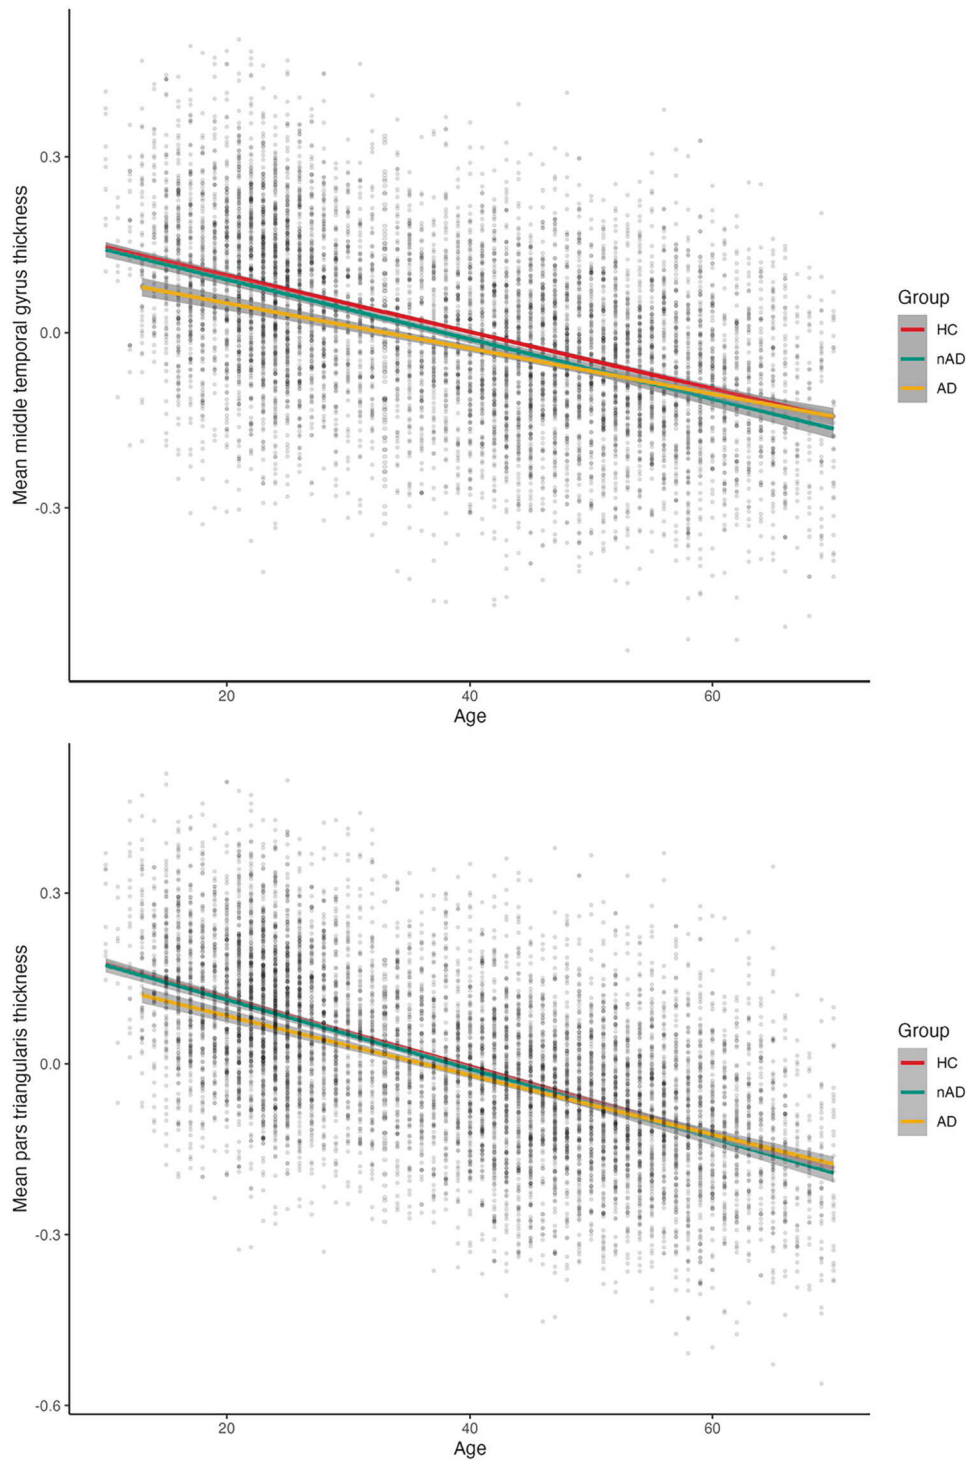 Mean middle temporal gyrus thickness
0.3
0.0
-0.3
20
40
60
Age
Group
HC
nAD
AD
Mean pars triangularis thickness
0.3
0.0
-0.3
-0.6
20
40
60
Age
Group
HC
nAD
AD